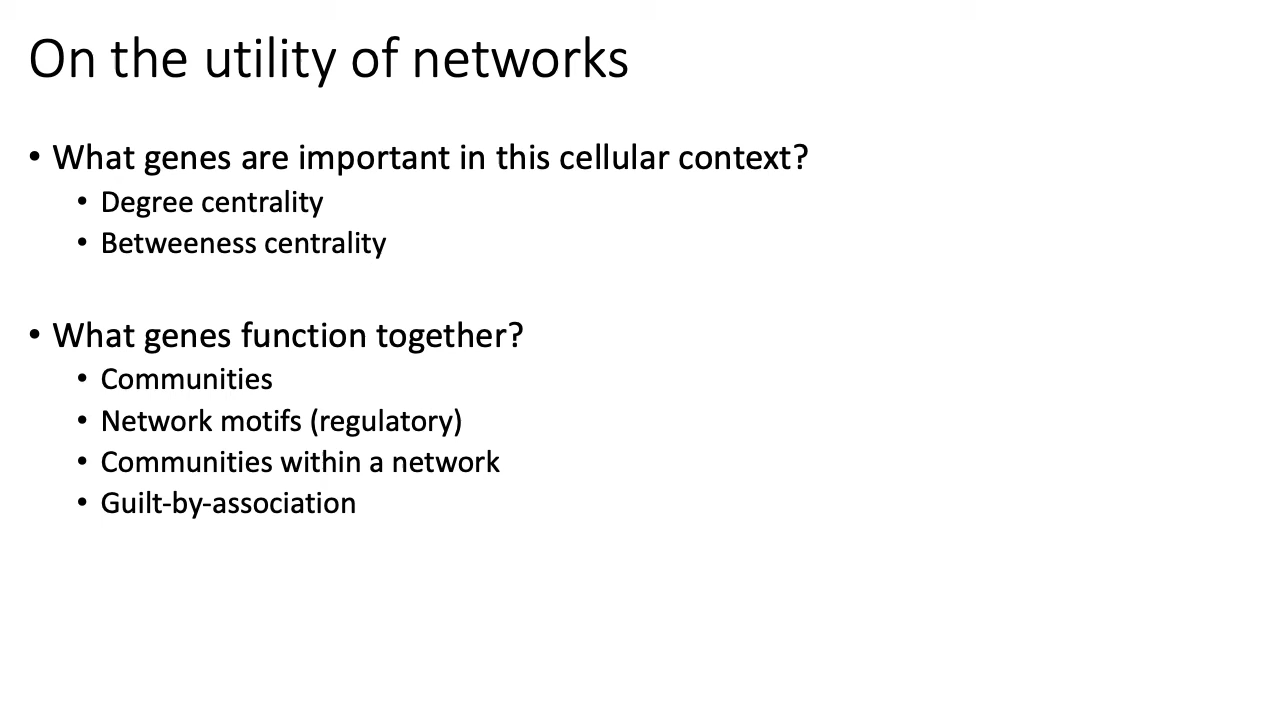 On the utility of networks
• What genes are important in this cellular context?
• Degree centrality
• Betweeness centrality
• What genes function together?
• Communities
• Network motifs (regulatory)
• Communities within a network
• Guilt-by-association